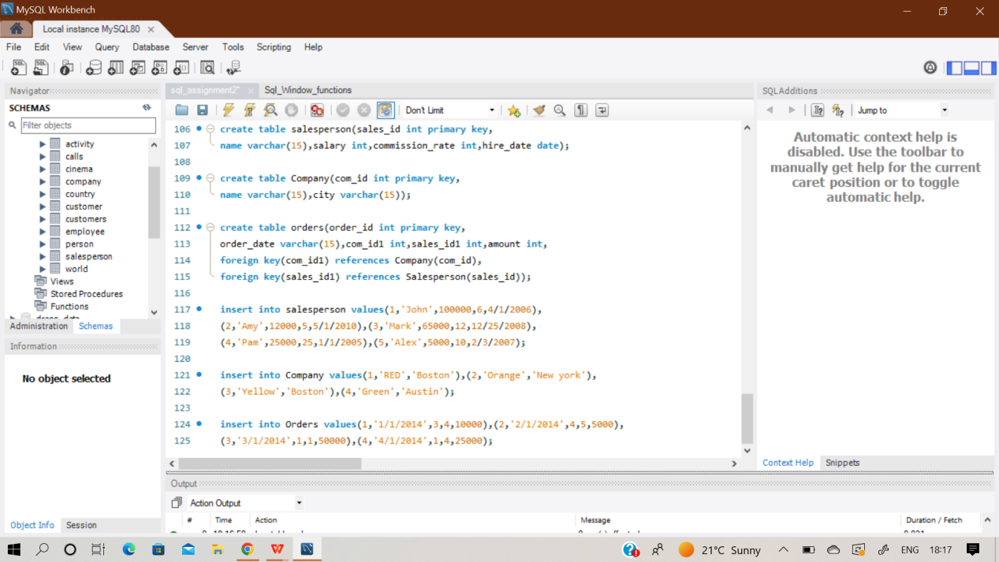 MySQL Workbench
Local instance MySQL80
File Edit View Query Database Server Tools Scripting Help
Navigator
SCHEMAS
Filter objects
activity
calls
cinema
company
country
customer
customers
employee
person
salesperson
world
Views
Stored Procedures
Functions
Administration Schemas
Information
No object selected
Object Info Session
sql_assignment2* Sql_Window_functions
Don't Limit
106 create table salesperson(sales_id int primary key,
107 name varchar(15),salary int,commission_rate int,hire_date date);
108
109 create table Company(com_id int primary key,
110 name varchar(15),city varchar(15));
111
112 create table orders(order_id int primary key,
113 order_date varchar(15),com_id1 int,sales_id1 int,amount int,
114 foreign key(com_id1) references Company(com_id),
115 foreign key(sales_id1) references Salesperson(sales_id));
116
117 insert into salesperson values(1,'John',100000,6,4/1/2006),
118 (2,'Amy',12000,5,5/1/2010),(3,'Mark',65000,12,12/25/2008),
119 (4,'Pam',25000,25,1/1/2005),(5,'Alex',5000,10,2/3/2007);
120
121 insert into Company values(1,'RED','Boston'),(2,'Orange','New york'),
122 (3,'Yellow','Boston'),(4,'Green','Austin');
123
124 insert into Orders values(1,'1/1/2014',3,4,10000),(2,'2/1/2014',4,5,5000),
125 (3,'3/1/2014',1,1,50000),(4,'4/1/2014',1,4,25000);
Output
Action Output
# Time Action Message Duration / Fetch
SQLAdditions
Jump to
Automatic context help is
disabled. Use the toolbar to
manually get help for the current
caret position or to toggle
automatic help.
Context Help Snippets
21°C Sunny
ENG
18:17